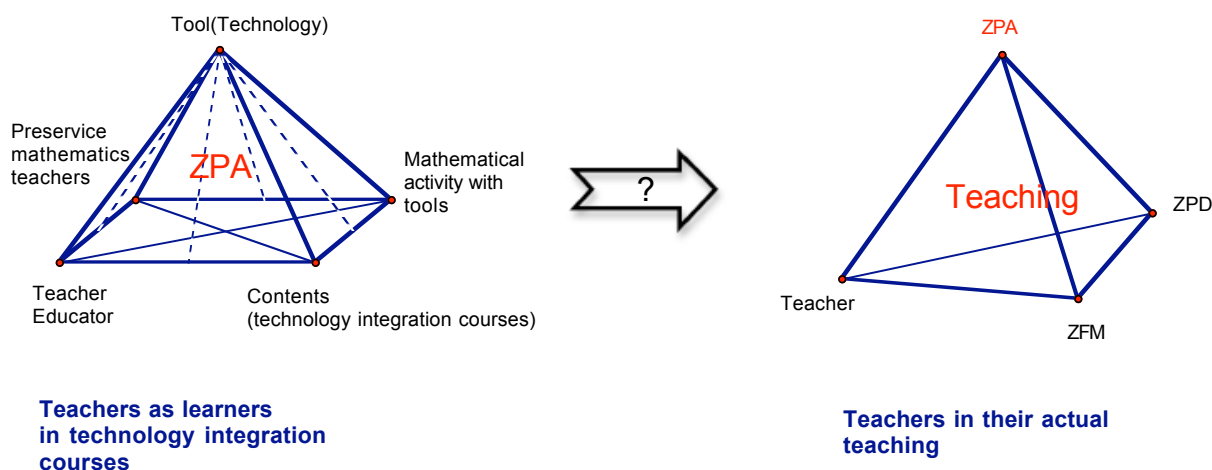 Tool(Technology)
ZPA
Preservice
mathematics
teachers
ZPA
Mathematical
activity with
tools
?
Teaching
ZPD
Teacher
Educator
Contents
(technology integration courses)
Teacher
ZFM
Teachers as learners
in technology integration
courses
Teachers in their actual
teaching